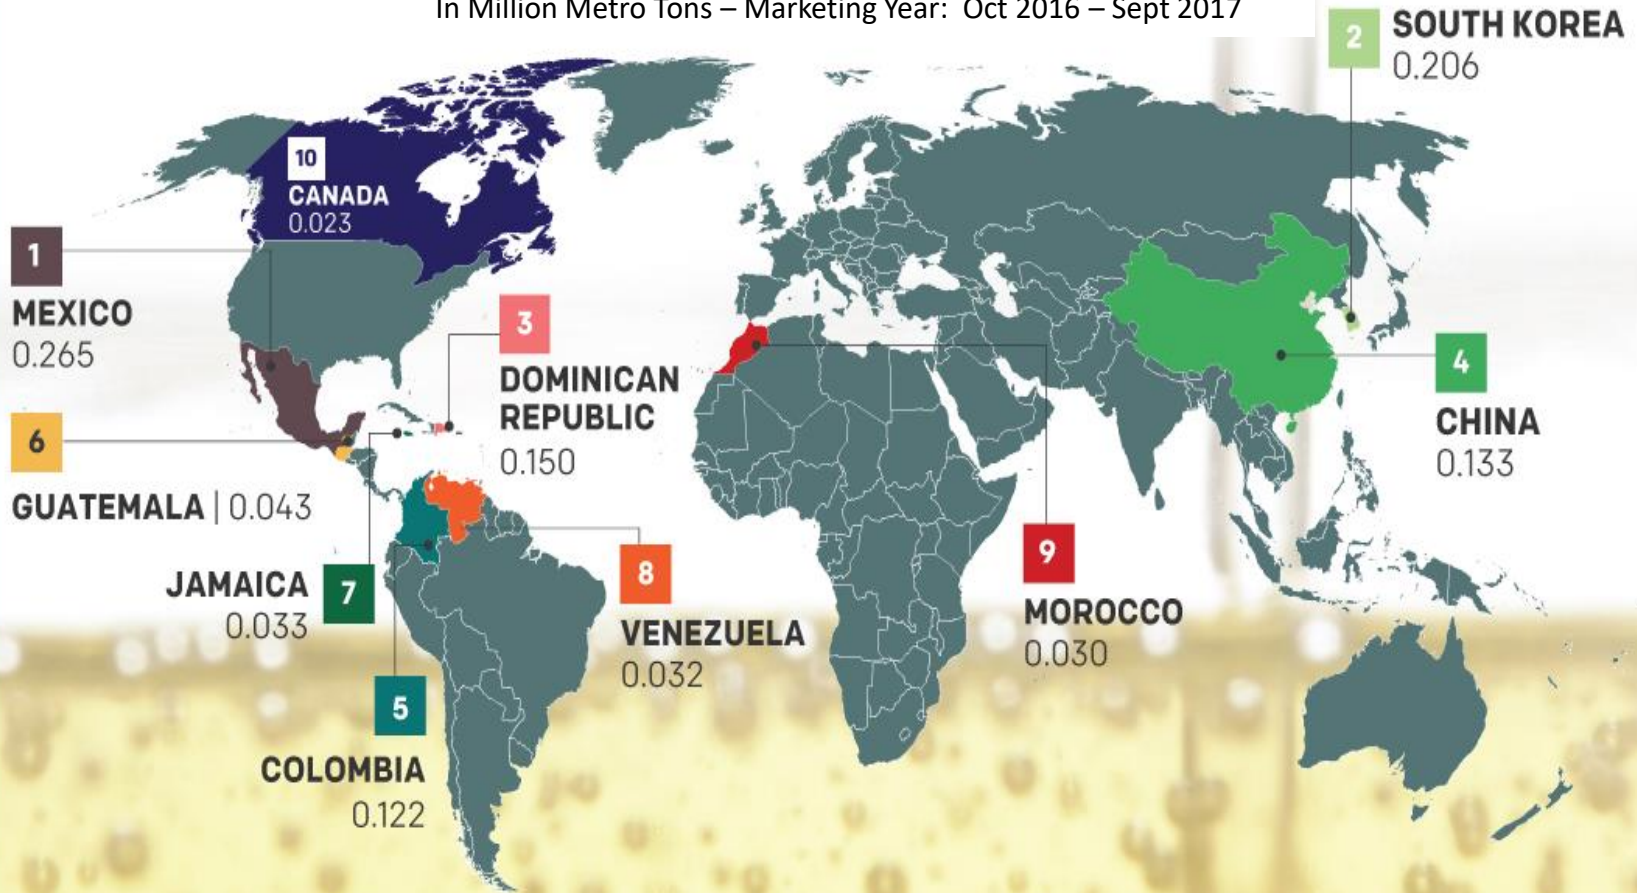 In Million Metro Tons – Marketing Year:  Oct 2016 – Sept 2017
2
SOUTH KOREA
0.206
10
CANADA
0.023
1
MEXICO
0.265
3
DOMINICAN
REPUBLIC
0.150
4
CHINA
0.133
6
GUATEMALA | 0.043
JAMAICA
0.033
7
8
VENEZUELA
0.032
9
MOROCCO
0.030
5
COLOMBIA
0.122